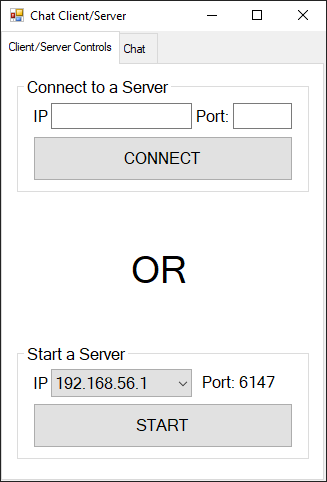 Chat Client/Server
Client/Server Controls Chat
Connect to a Server
IP Port:
CONNECT
OR
Start a Server
IP 192.168.56.1 Port: 6147
START